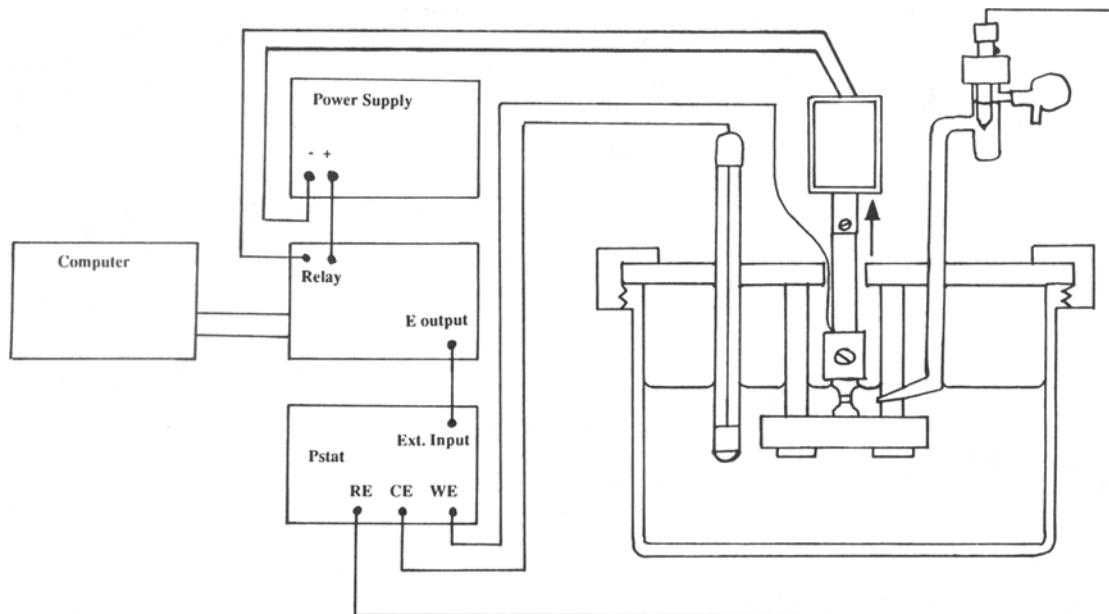 Power Supply
- +
Computer
Relay
E output
Ext. Input
Pstat
RE CE WE